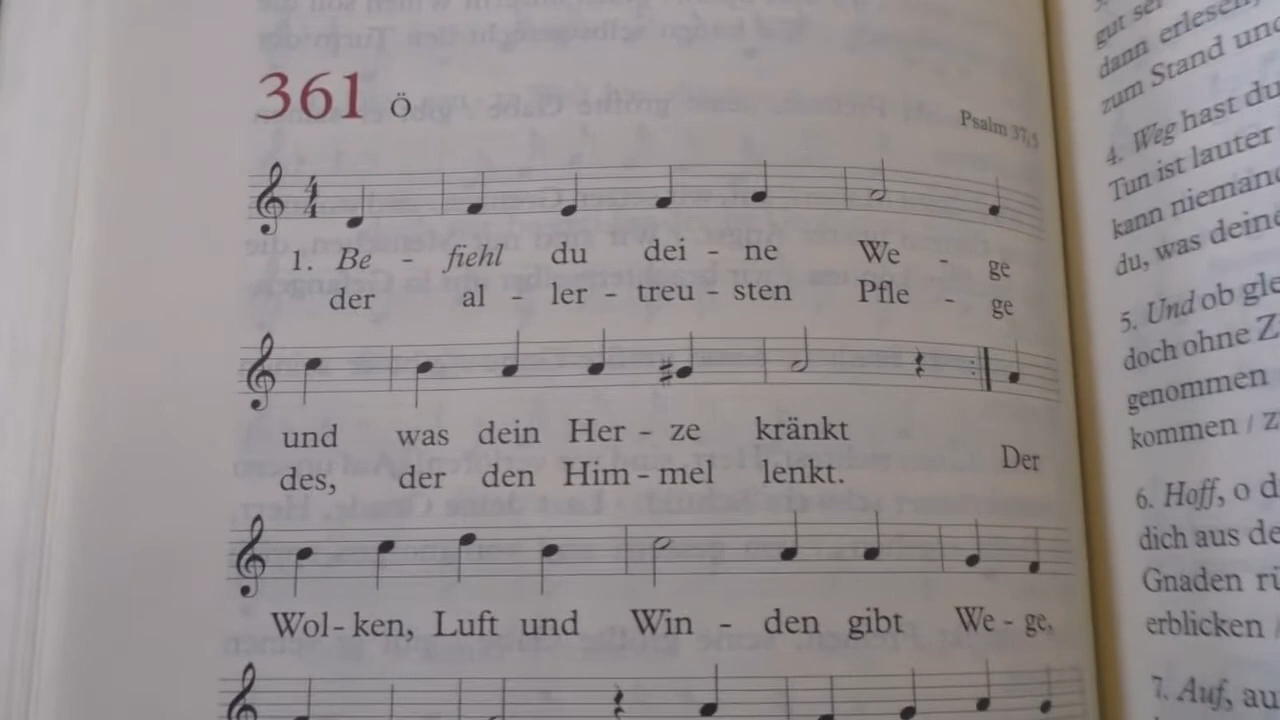 361 Ö
Psalm 37,5
1. Be - fiehl du dei - ne We - ge
der al - ler - treu - sten Pfle - ge
und was dein Her - ze kränkt
des, der den Him - mel lenkt. Der
Wol - ken, Luft und Win - den gibt We - ge,
gut sei
dann erlesen,
zum Stand und
4. Weg hast du
Tun ist lauter
kann niemand
du, was deine
5. Und ob gle
doch ohne Z
genommen
kommen / z
6. Hoff, o d
dich aus de
Gnaden rü
erblicken /
7. Auf, au